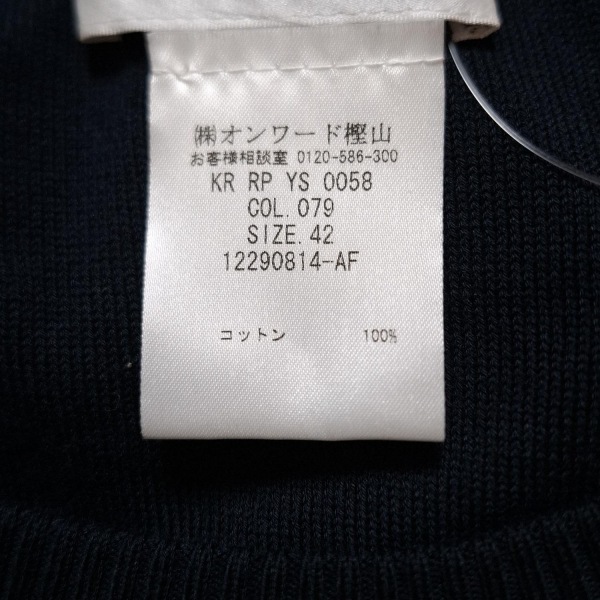 ㈱オンワード樫山
お客様相談室 0120-586-300
KR RP YS 0058
COL.079
SIZE.42
12290814-AF
コットン 100%